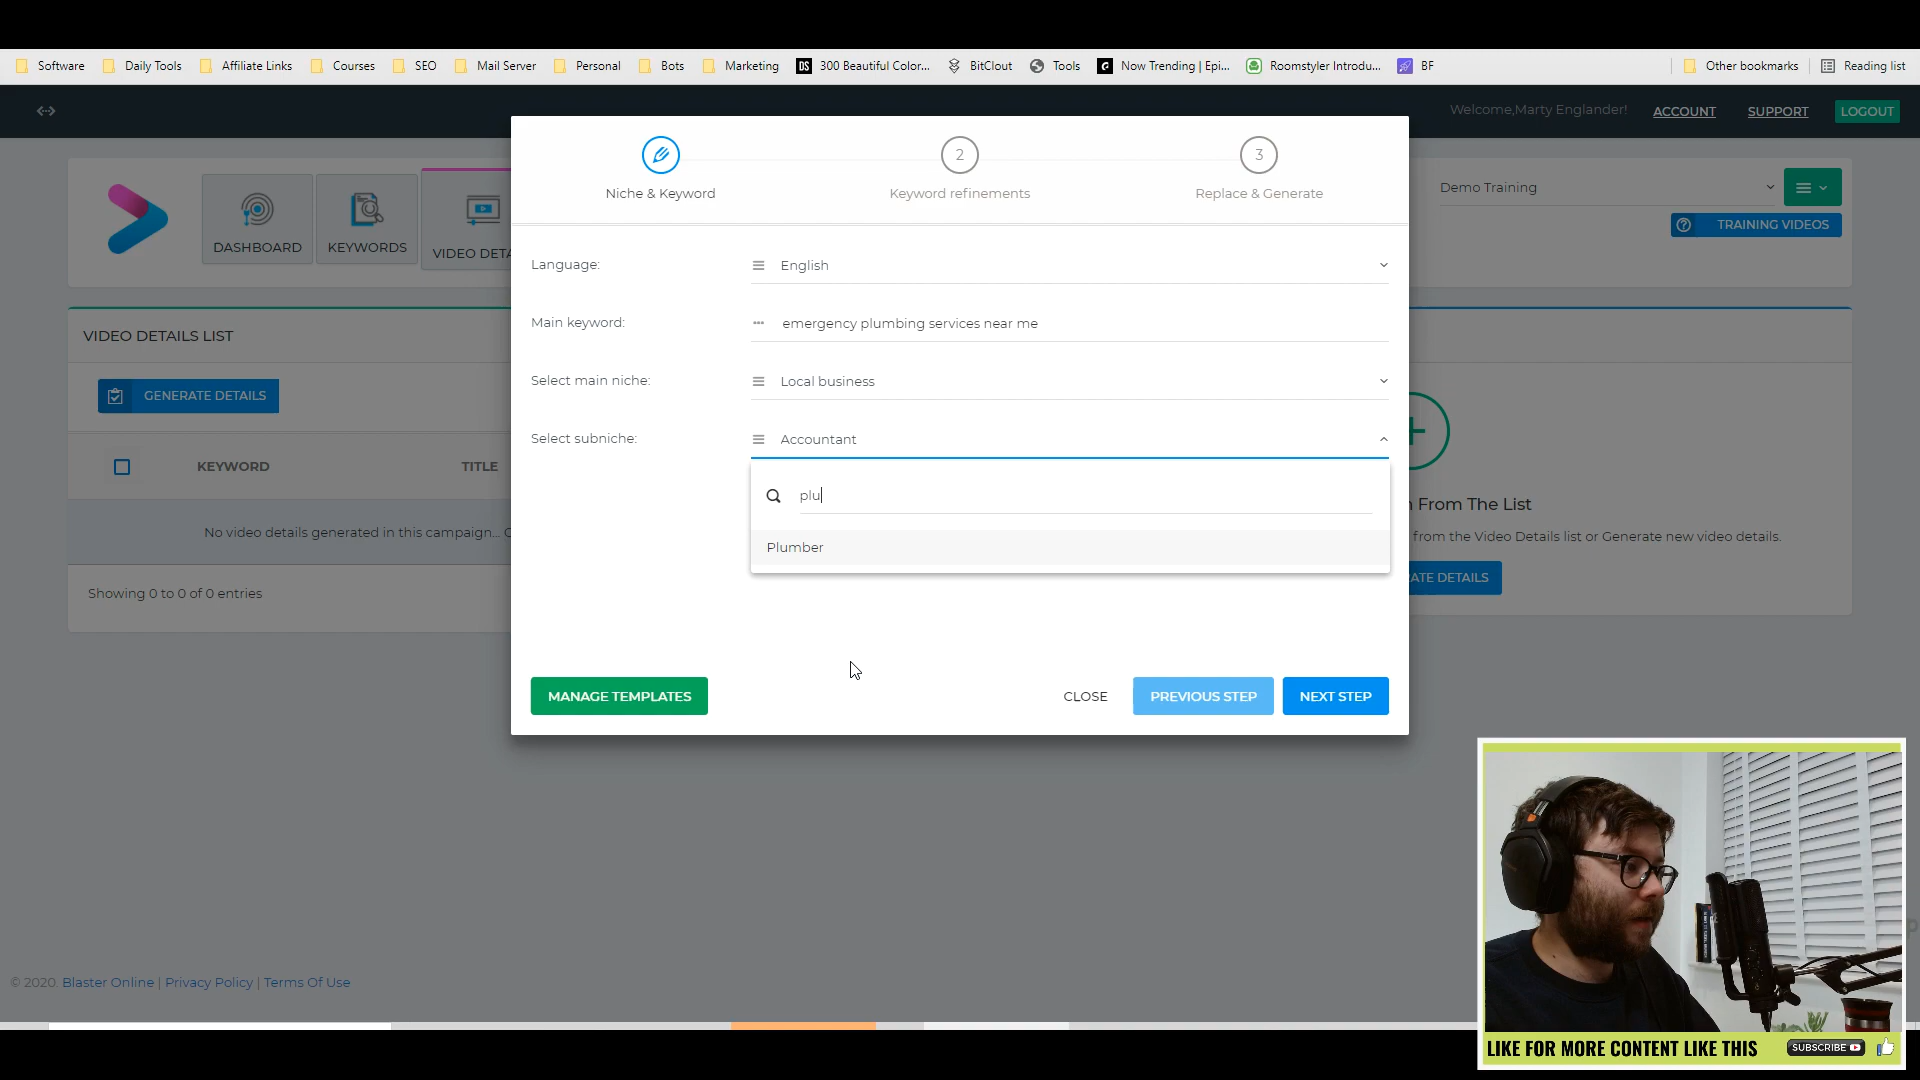 Software
Daily Tools
Affiliate Links
Courses
SEO
Mail Server
Personal
Bots
Marketing
DS 300 Beautiful Color...
BitClout
Tools
Now Trending | Epi...
Roomstyler Introdu...
BF
Other bookmarks
Reading list
Welcome,Marty Englander!
ACCOUNT
SUPPORT
LOGOUT
DASHBOARD
KEYWORDS
VIDEO DETA
Demo Training
TRAINING VIDEOS
2
3
Niche & Keyword
Keyword refinements
Replace & Generate
Language:
English
Main keyword:
emergency plumbing services near me
Select main niche:
Local business
Select subniche:
Accountant
plu
Plumber
MANAGE TEMPLATES
CLOSE
PREVIOUS STEP
NEXT STEP
VIDEO DETAILS LIST
GENERATE DETAILS
KEYWORD
TITLE
No video details generated in this campaign...
Showing 0 to 0 of 0 entries
From The List
from the Video Details list or Generate new video details.
ATE DETAILS
© 2020. Blaster Online | Privacy Policy | Terms Of Use
LIKE FOR MORE CONTENT LIKE THIS
SUBSCRIBE